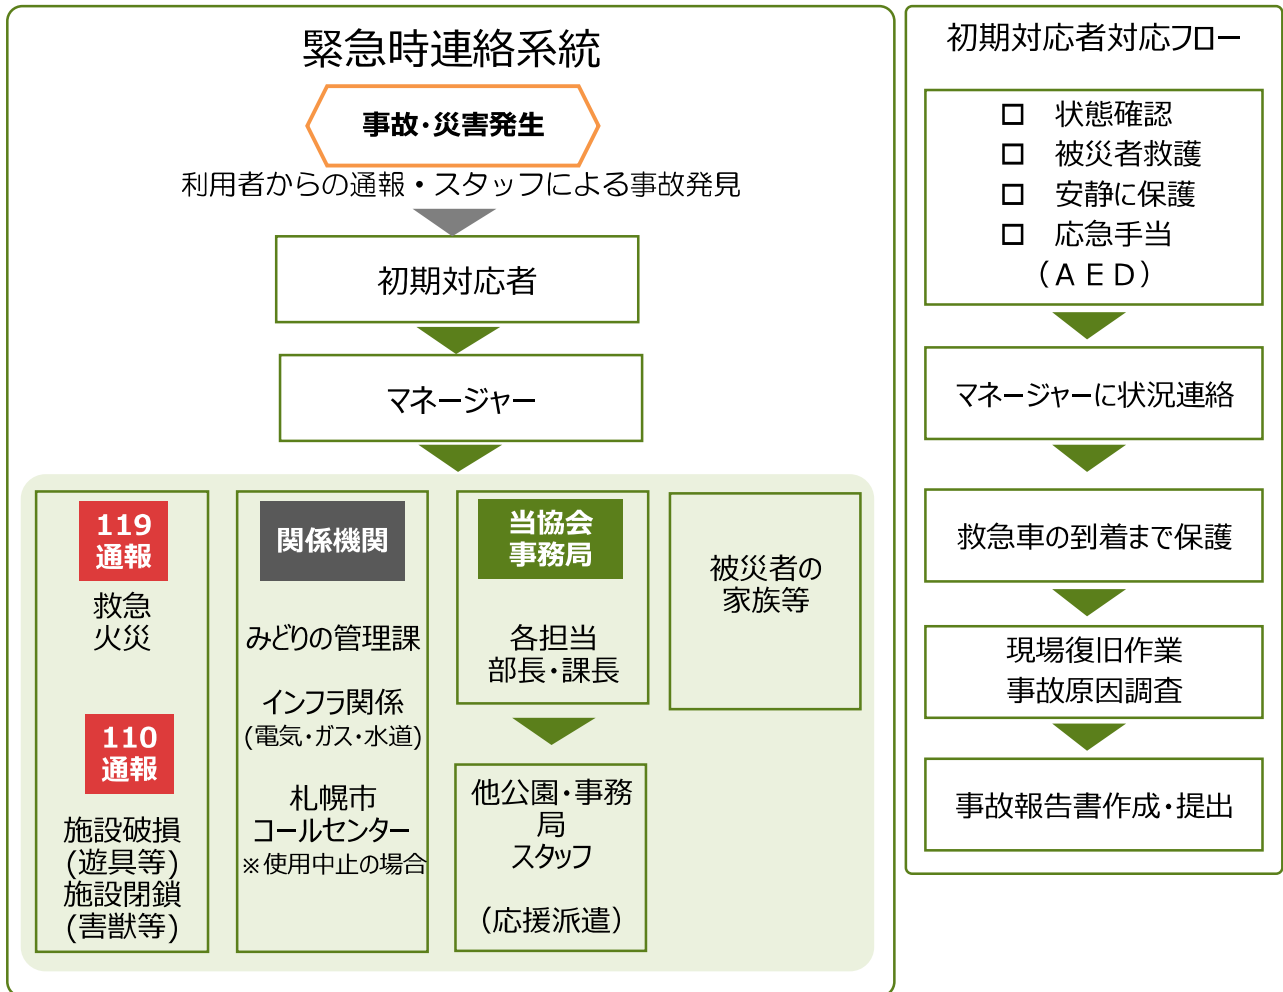 緊急時連絡系統
事故・災害発生
利用者からの通報・スタッフによる事故発見
初期対応者
マネージャー
119
通報
救急
火災
110
通報
施設破損
(遊具等)
施設閉鎖
(害獣等)
関係機関
みどりの管理課
インフラ関係
(電気・ガス・水道)
札幌市
コールセンター
※使用中止の場合
当協会
事務局
各担当
部長・課長
他公園・事務
局
スタッフ
（応援派遣）
被災者の
家族等
初期対応者対応フロー
□ 状態確認
□ 被災者救護
□ 安静に保護
□ 応急手当
（ＡＥＤ）
マネージャーに状況連絡
救急車の到着まで保護
現場復旧作業
事故原因調査
事故報告書作成・提出